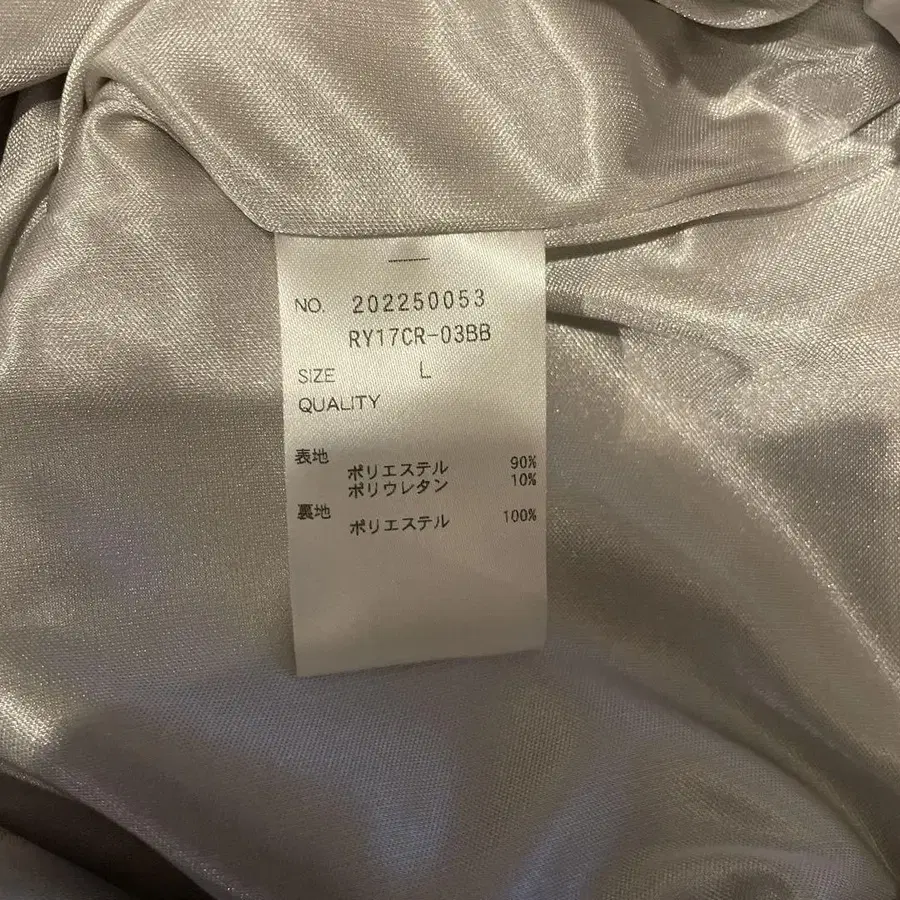 NO. 202250053
RY17CR-03BB
SIZE L
QUALITY
表地
ポリエステル 90%
ポリウレタン 10%
裏地
ポリエステル 100%